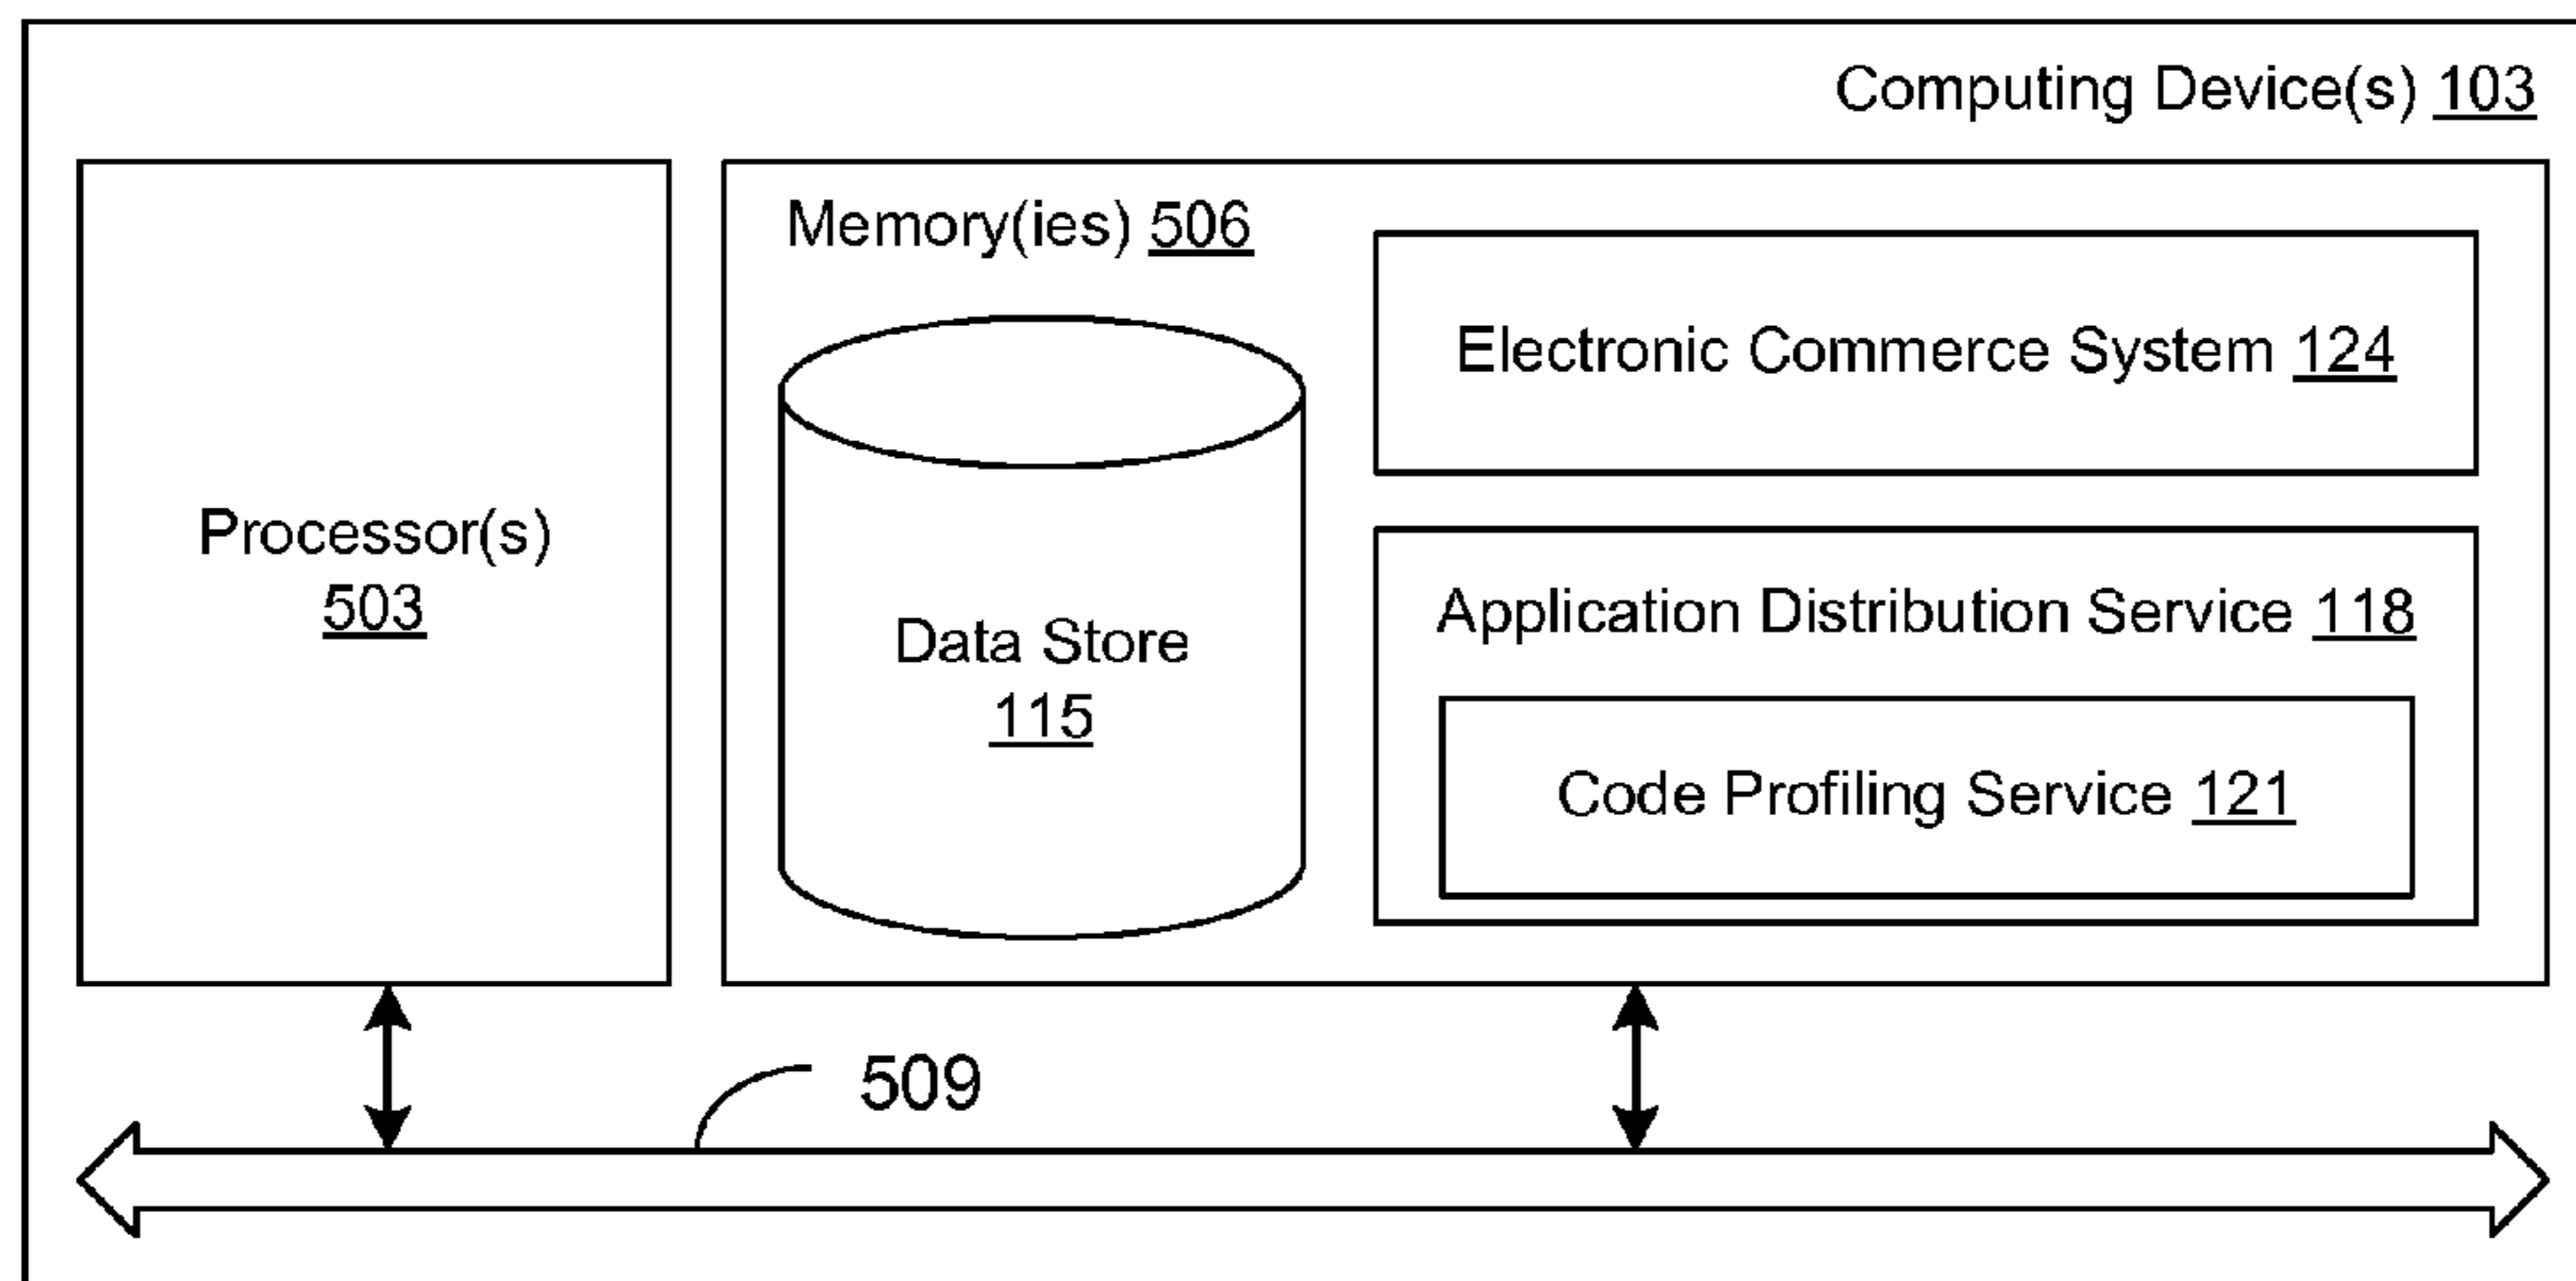 Computing Device(s) 103
Processor(s)
503
Memory(ies) 506
Data Store
115
Electronic Commerce System 124
Application Distribution Service 118
Code Profiling Service 121
509